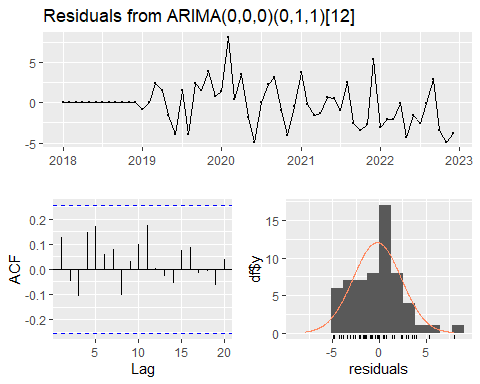 Residuals from ARIMA(0,0,0)(0,1,1)[12]
5
0
-5
2018 2019 2020 2021 2022 2023
0.2
0.1
0.0
-0.1
-0.2
ACF
5 10 15 20
Lag
15
10
5
0
df$y
-5 0 5
residuals